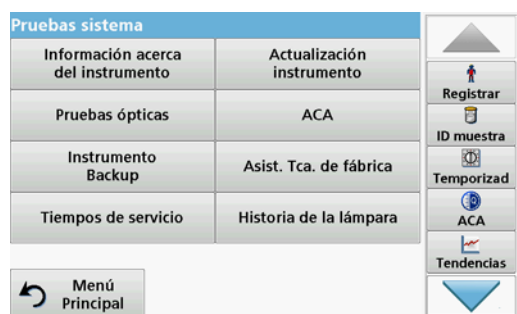 Pruebas sistema
Información acerca
del instrumento
Actualización
instrumento
Pruebas ópticas
ACA
Instrumento
Backup
Asist. Tca. de fábrica
Tiempos de servicio
Historia de la lámpara
Menú
Principal
Registrar
ID muestra
Temporizad
ACA
Tendencias